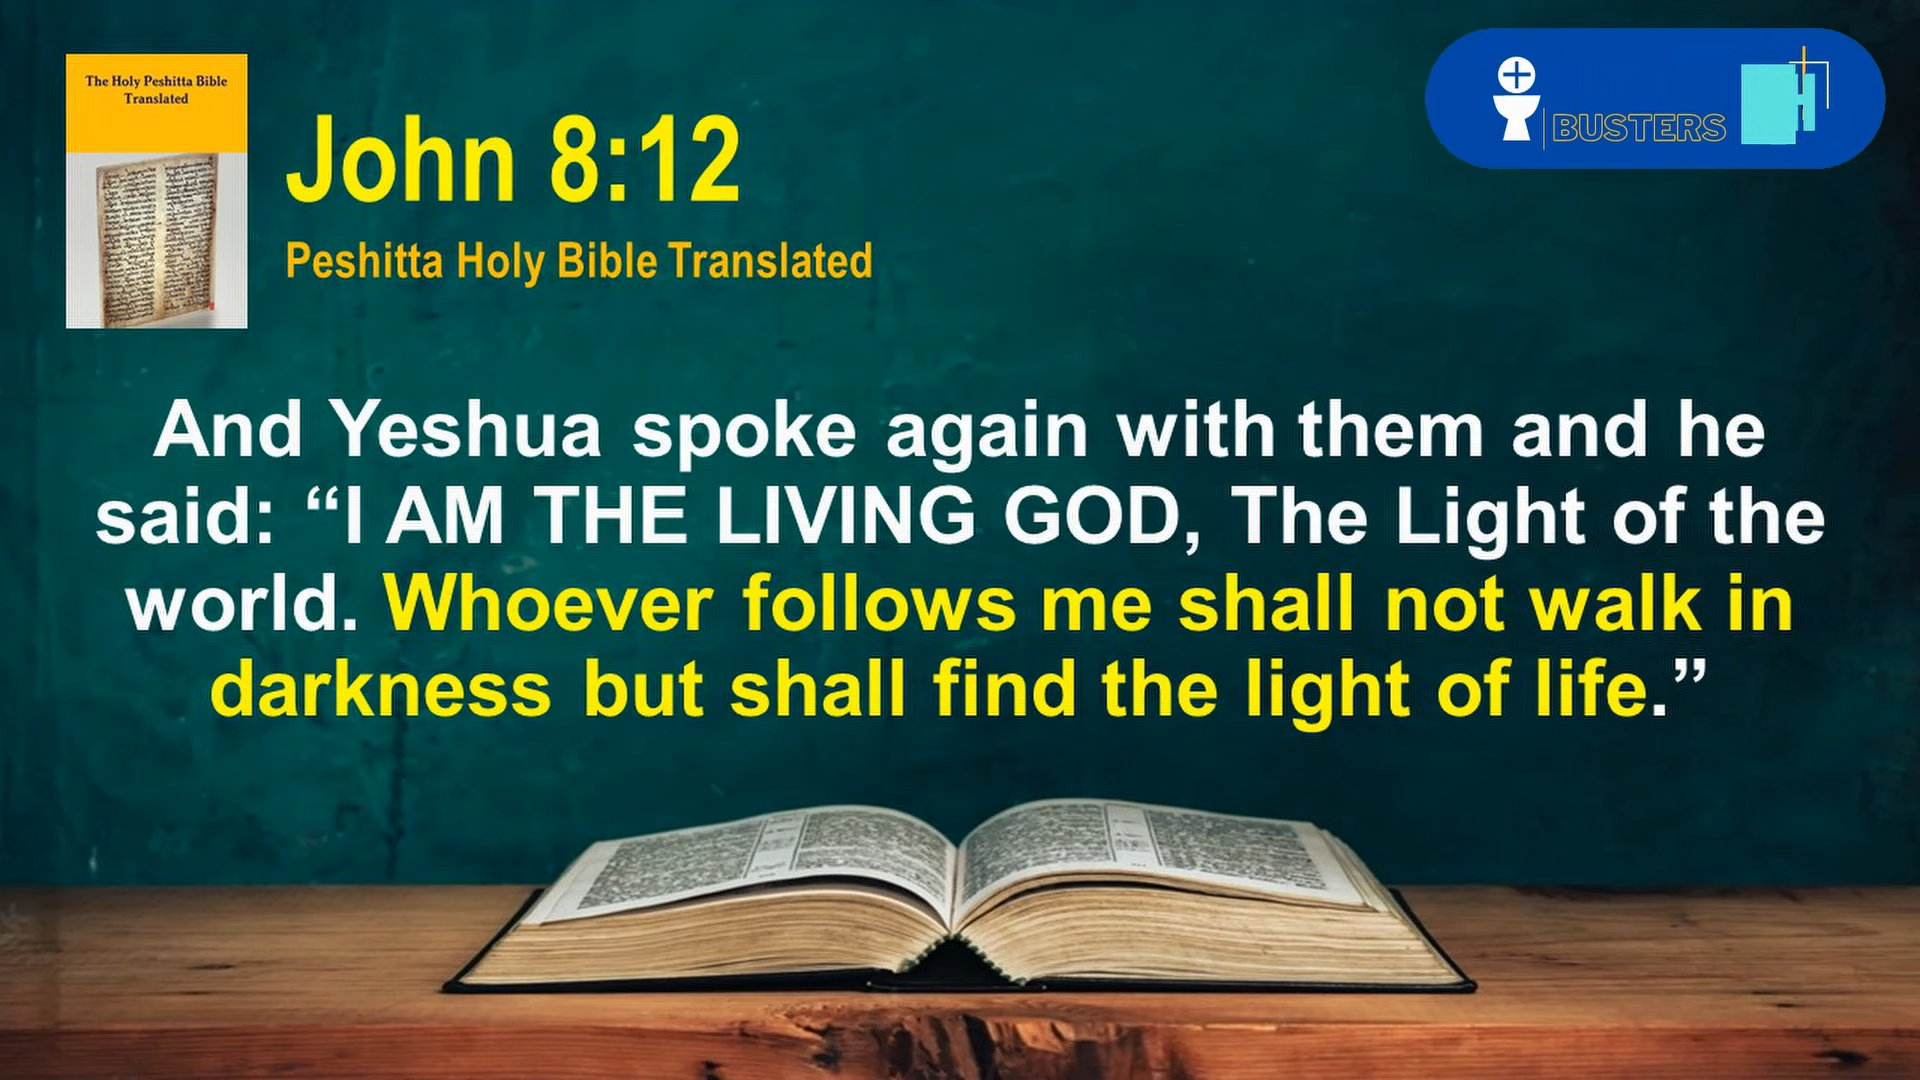 The Holy Peshitta Bible
Translated
John 8:12
Peshitta Holy Bible Translated
BUSTERS
And Yeshua spoke again with them and he
said: “I AM THE LIVING GOD, The Light of the
world. Whoever follows me shall not walk in
darkness but shall find the light of life.”